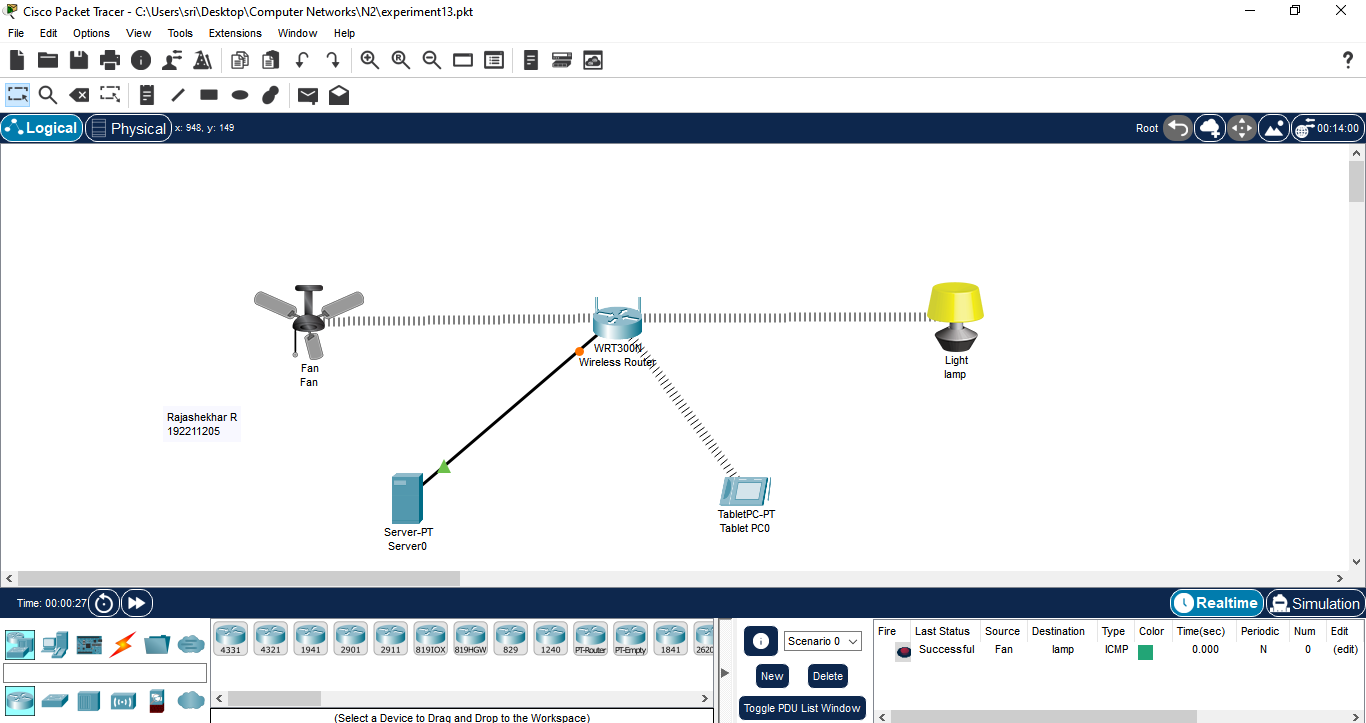 Cisco Packet Tracer - C:\Users\sri\Desktop\Computer Networks\N2\experiment13.pkt
File Edit Options View Tools Extensions Window Help
Logical Physical x: 948, y: 149 Root 00:14:00
Fan
Fan
WRT300N
Wireless Router
Light
lamp
Rajashekhar R
192211205
Server-PT
Server0
TabletPC-PT
Tablet PC0
Time: 00:00:27 Realtime Simulation
4331 4321 1941 2901 2911 819IOX 819HGW 829 1240 PT-Router PT-Empty 1841 2620
(Select a Device to Drag and Drop to the Workspace)
Scenario 0
New Delete
Toggle PDU List Window
Fire Last Status Source Destination Type Color Time(sec) Periodic Num Edit
Successful Fan lamp ICMP 0.000 N 0 (edit)